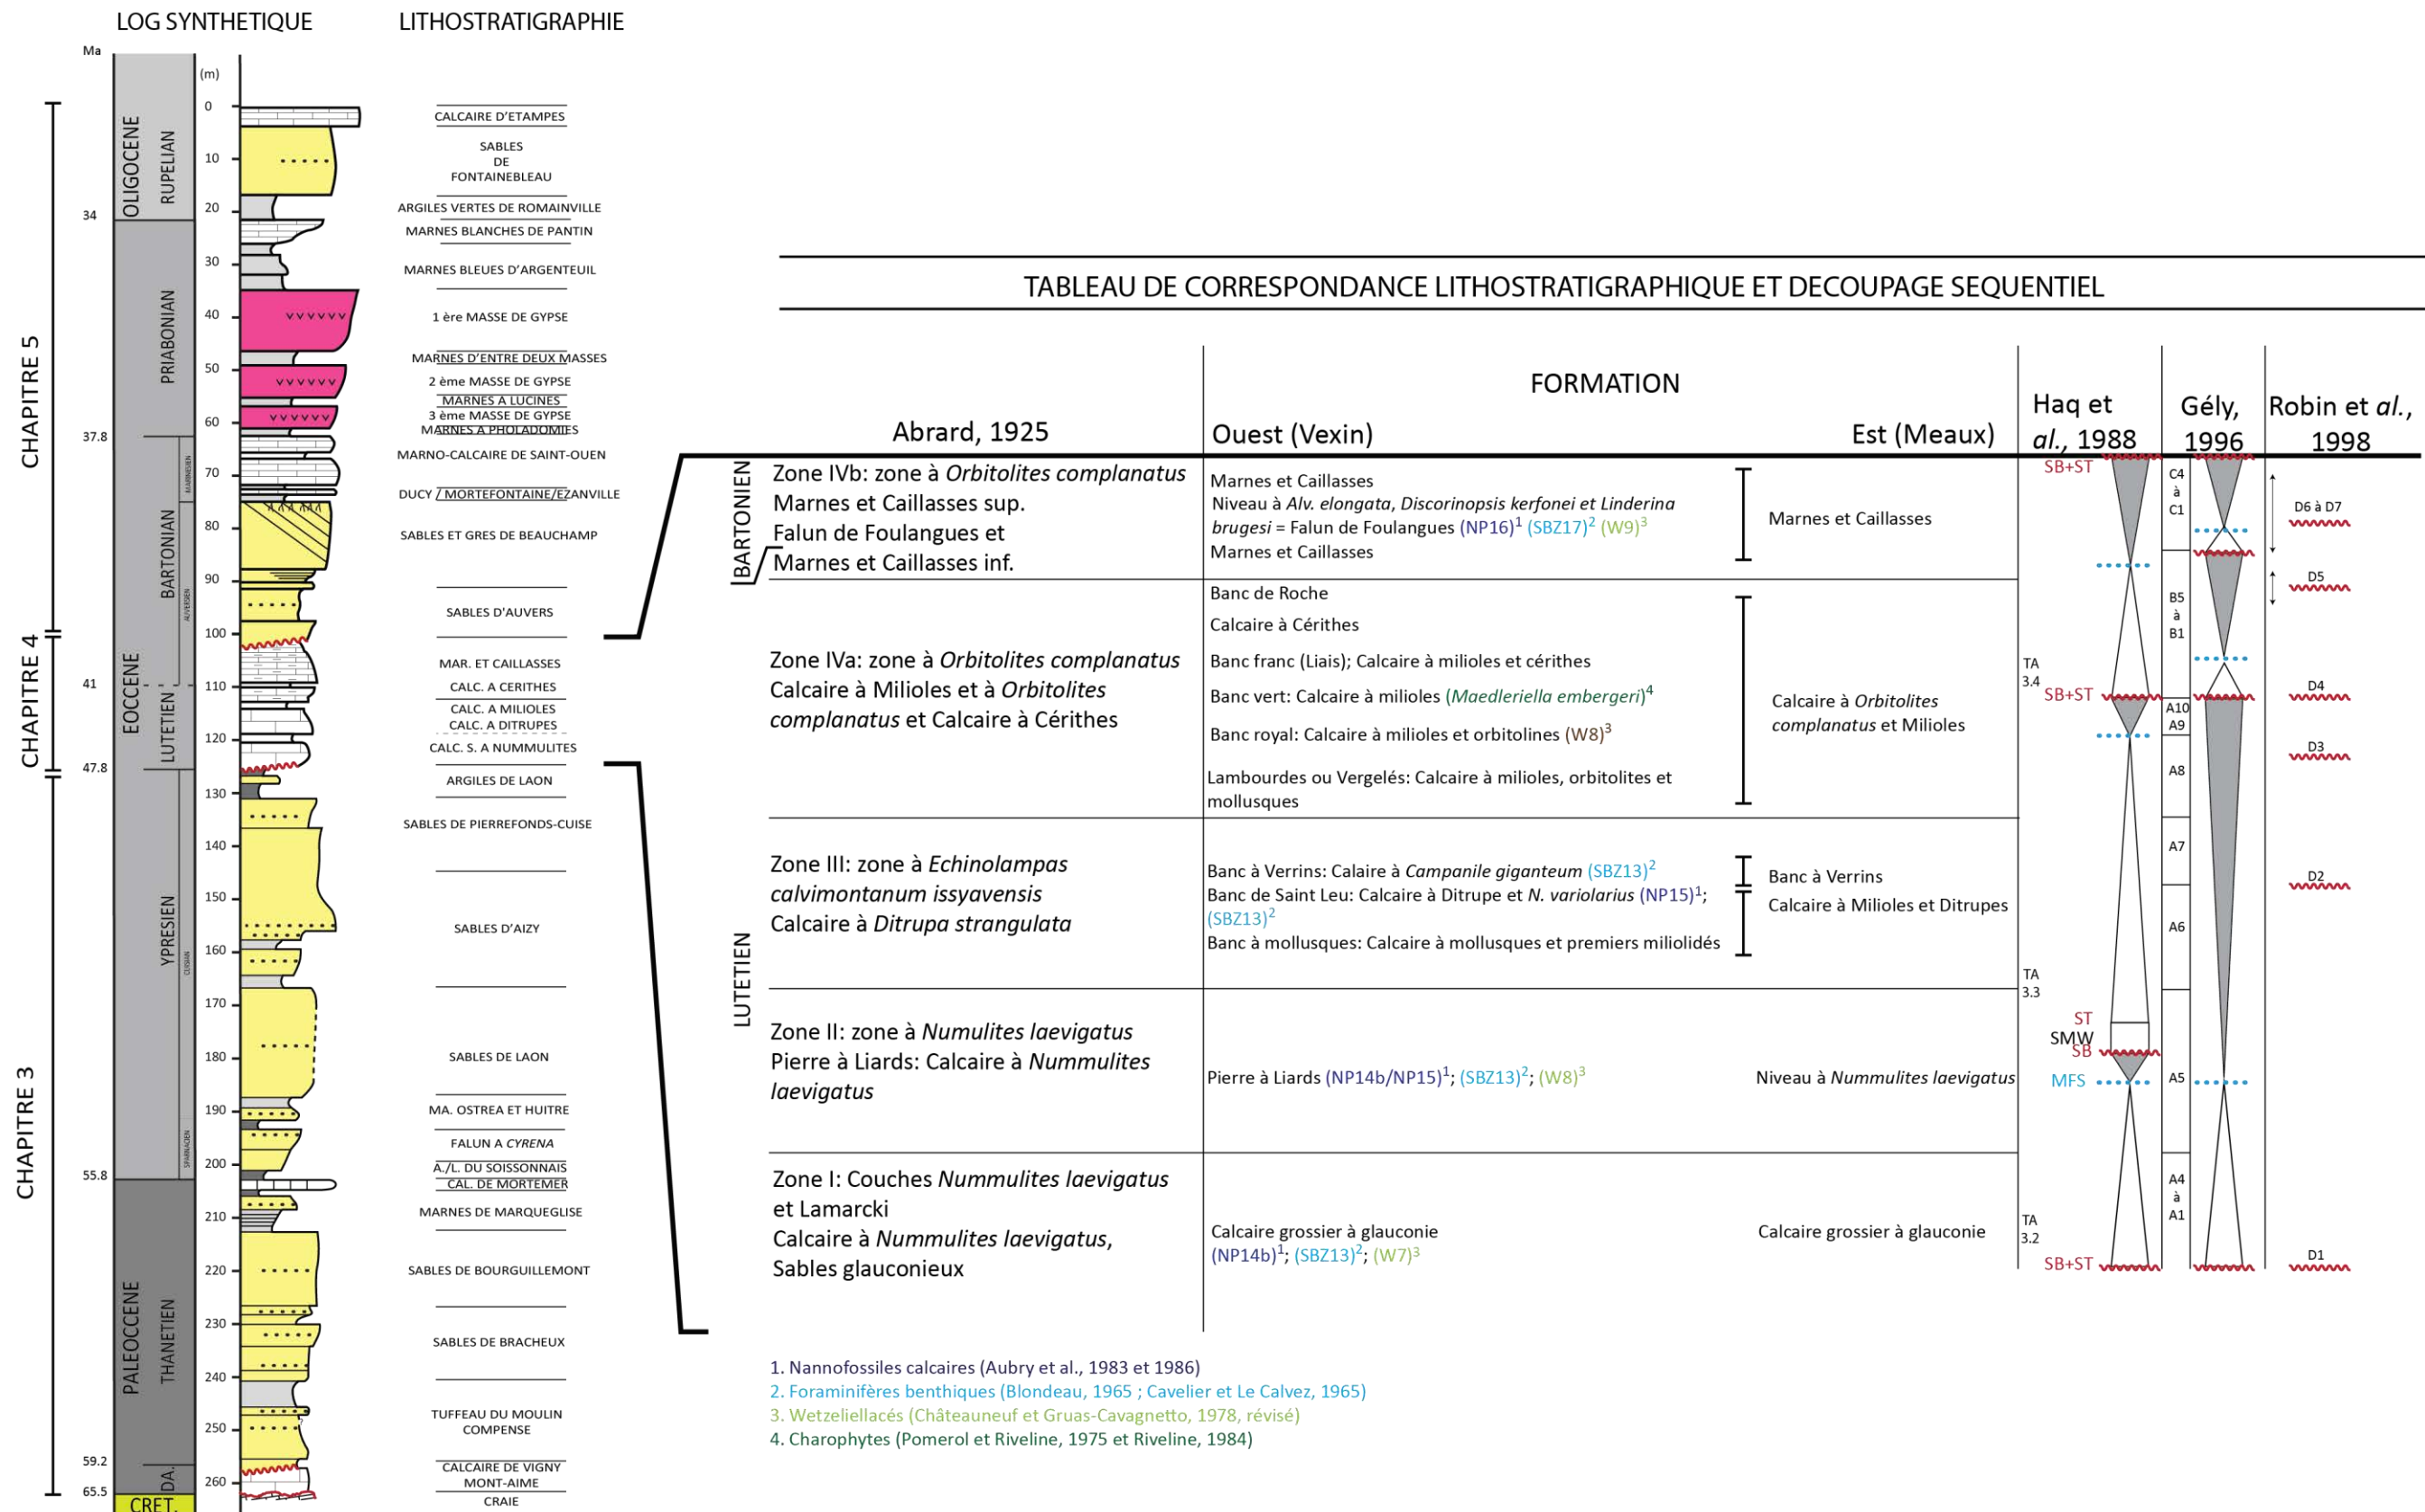 LOG SYNTHETIQUE
LITHOSTRATIGRAPHIE
Ma
(m)
CHAPITRE 5
CHAPITRE 4
CHAPITRE 3
34
37.8
41
47.8
55.8
59.2
65.5
OLIGOCENE
RUPELIAN
EOCCENE
PRIABONIAN
BARTONIAN
MARINESIEN
AUVERSIEN
LUTETIEN
YPRESIEN
CUISIAN
SPARNACIEN
PALEOCCENE
THANETIEN
DA.
CRET.
0
10
20
30
40
50
60
70
80
90
100
110
120
130
140
150
160
170
180
190
200
210
220
230
240
250
260
CALCAIRE D'ETAMPES
SABLES
DE
FONTAINEBLEAU
ARGILES VERTES DE ROMAINVILLE
MARNES BLANCHES DE PANTIN
MARNES BLEUES D'ARGENTEUIL
1 ère MASSE DE GYPSE
MARNES D'ENTRE DEUX MASSES
2 ème MASSE DE GYPSE
MARNES A LUCINES
3 ème MASSE DE GYPSE
MARNES A PHOLADOMIES
MARNO-CALCAIRE DE SAINT-OUEN
DUCY / MORTEFONTAINE/EZANVILLE
SABLES ET GRES DE BEAUCHAMP
SABLES D'AUVERS
MAR. ET CAILLASSES
CALC. A CERITHES
CALC. A MILIOLES
CALC. A DITRUPES
CALC. S. A NUMMULITES
ARGILES DE LAON
SABLES DE PIERREFONDS-CUISE
SABLES D'AIZY
SABLES DE LAON
MA. OSTREA ET HUITRE
FALUN A CYRENA
A./L. DU SOISSONNAIS
CAL. DE MORTEMER
MARNES DE MARQUEGLISE
SABLES DE BOURGUILLEMONT
SABLES DE BRACHEUX
TUFFEAU DU MOULIN
COMPENSE
CALCAIRE DE VIGNY
MONT-AIME
CRAIE
TABLEAU DE CORRESPONDANCE LITHOSTRATIGRAPHIQUE ET DECOUPAGE SEQUENTIEL
FORMATION
Abrard, 1925
Ouest (Vexin)
Est (Meaux)
Haq et
al., 1988
Gély,
1996
Robin et al.,
1998
BARTONIEN
LUTETIEN
Zone IVb: zone à Orbitolites complanatus
Marnes et Caillasses sup.
Falun de Foulangues et
Marnes et Caillasses inf.
Marnes et Caillasses
Niveau à Alv. elongata, Discorinopsis kerfonei et Linderina
brugesi = Falun de Foulangues (NP16)1 (SBZ17)2 (W9)3
Marnes et Caillasses
Marnes et Caillasses
Zone IVa: zone à Orbitolites complanatus
Calcaire à Milioles et à Orbitolites
complanatus et Calcaire à Cérithes
Banc de Roche
Calcaire à Cérithes
Banc franc (Liais); Calcaire à milioles et cérithes
Banc vert: Calcaire à milioles (Maedleriella embergeri)4
Banc royal: Calcaire à milioles et orbitolines (W8)3
Lambourdes ou Vergelés: Calcaire à milioles, orbitolites et
mollusques
Calcaire à Orbitolites
complanatus et Milioles
Zone III: zone à Echinolampas
calvimontanum issyavensis
Calcaire à Ditrupa strangulata
Banc à Verrins: Calaire à Campanile giganteum (SBZ13)2
Banc de Saint Leu: Calcaire à Ditrupe et N. variolarius (NP15)1;
(SBZ13)2
Banc à mollusques: Calcaire à mollusques et premiers miliolidés
Banc à Verrins
Calcaire à Milioles et Ditrupes
Zone II: zone à Numulites laevigatus
Pierre à Liards: Calcaire à Nummulites
laevigatus
Pierre à Liards (NP14b/NP15)1; (SBZ13)2; (W8)3
Niveau à Nummulites laevigatus
Zone I: Couches Nummulites laevigatus
et Lamarcki
Calcaire à Nummulites laevigatus,
Sables glauconieux
Calcaire grossier à glauconie
(NP14b)1; (SBZ13)2; (W7)3
Calcaire grossier à glauconie
SB+ST
TA
3.4
SB+ST
TA
3.3
ST
SMW
SB
MFS
TA
3.2
SB+ST
C4
à
C1
B5
à
B1
A10
A9
A8
A7
A6
A5
A4
à
A1
D6 à D7
D5
D4
D3
D2
D1
1. Nannofossiles calcaires (Aubry et al., 1983 et 1986)
2. Foraminifères benthiques (Blondeau, 1965 ; Cavelier et Le Calvez, 1965)
3. Wetzeliellacés (Châteauneuf et Gruas-Cavagnetto, 1978, révisé)
4. Charophytes (Pomerol et Riveline, 1975 et Riveline, 1984)